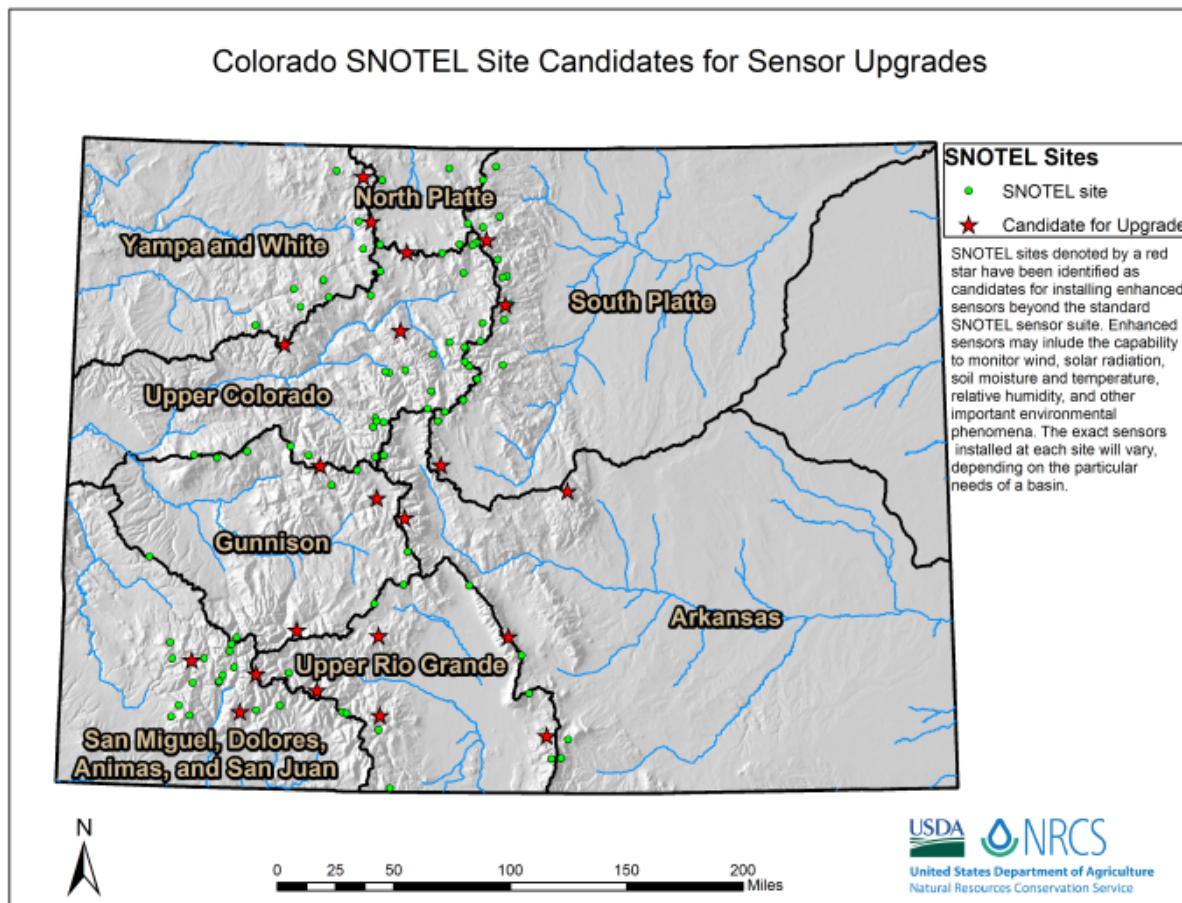 Colorado SNOTEL Site Candidates for Sensor Upgrades
SNOTEL Sites
SNOTEL site
Candidate for Upgrade
SNOTEL sites denoted by a red
star have been identified as
candidates for installing enhanced
sensors beyond the standard
SNOTEL sensor suite. Enhanced
sensors may inlude the capability
to monitor wind, solar radiation,
soil moisture and temperature,
relative humidity, and other
important environmental
phenomena. The exact sensors
installed at each site will vary,
depending on the particular
needs of a basin.
North Platte
Yampa and White
South Platte
Upper Colorado
Gunnison
Arkansas
Upper Rio Grande
San Miguel, Dolores,
Animas, and San Juan
N
0 25 50 100 150 200
Miles
USDA NRCS
United States Department of Agriculture
Natural Resources Conservation Service